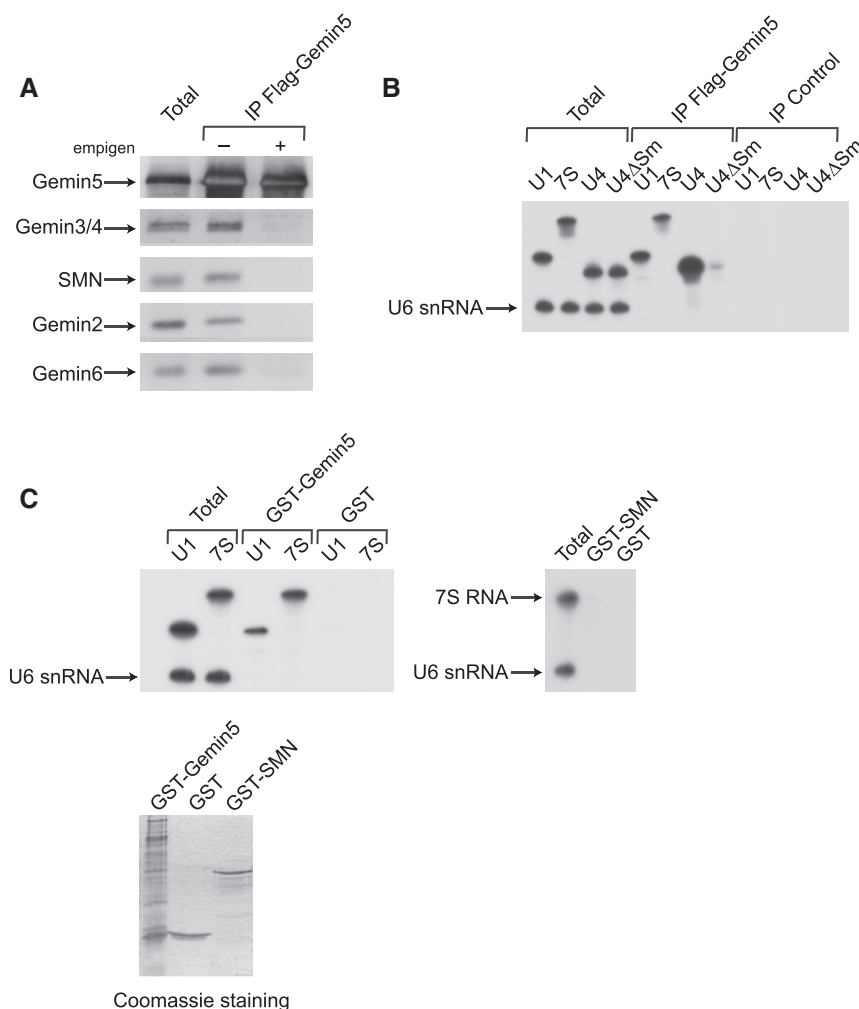 A
Total
IP Flag-Gemin5
empigen
– +
Gemin5
Gemin3/4
SMN
Gemin2
Gemin6
B
Total
IP Flag-Gemin5
IP Control
U1 7S U4 U4ΔSm U1 7S U4 U4ΔSm U1 7S U4 U4ΔSm
U6 snRNA
C
Total
GST-Gemin5
GST
U1 7S U1 7S U1 7S
U6 snRNA
Total
GST-SMN
GST
7S RNA
U6 snRNA
GST-Gemin5
GST
GST-SMN
Coomassie staining